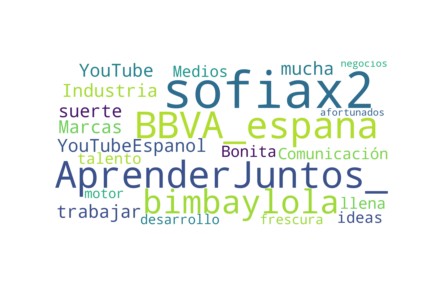 negocios
YouTube Medios mucha
Industria sofiax2
suerte afortunados
Marcas BBVA_espana
YouTubeEspanol Bonita Comunicación
talento
AprenderJuntos_
motor bimbaylola llena
trabajar desarrollo frescura ideas